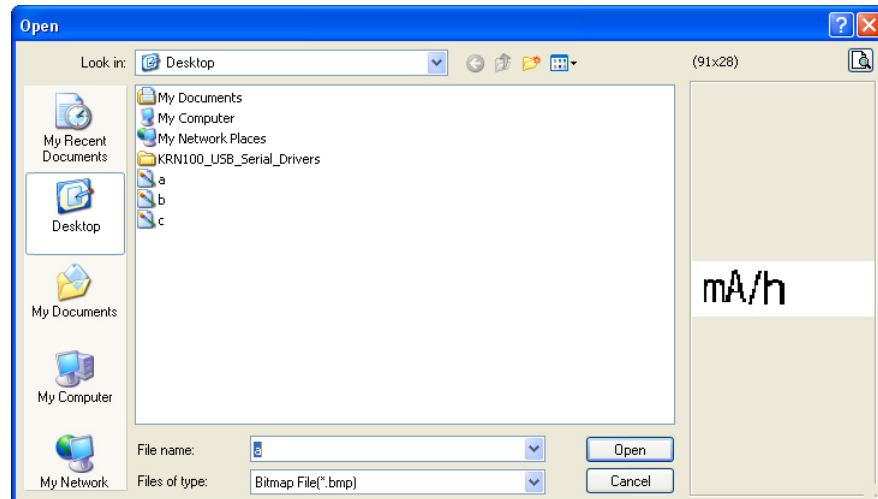 Open
Look in: Desktop
(91x28)
My Recent Documents
Desktop
My Documents
My Computer
My Network
My Documents
My Computer
My Network Places
KRN100_USB_Serial_Drivers
a
b
c
mA/h
File name: a
Open
Files of type: Bitmap File(*.bmp)
Cancel